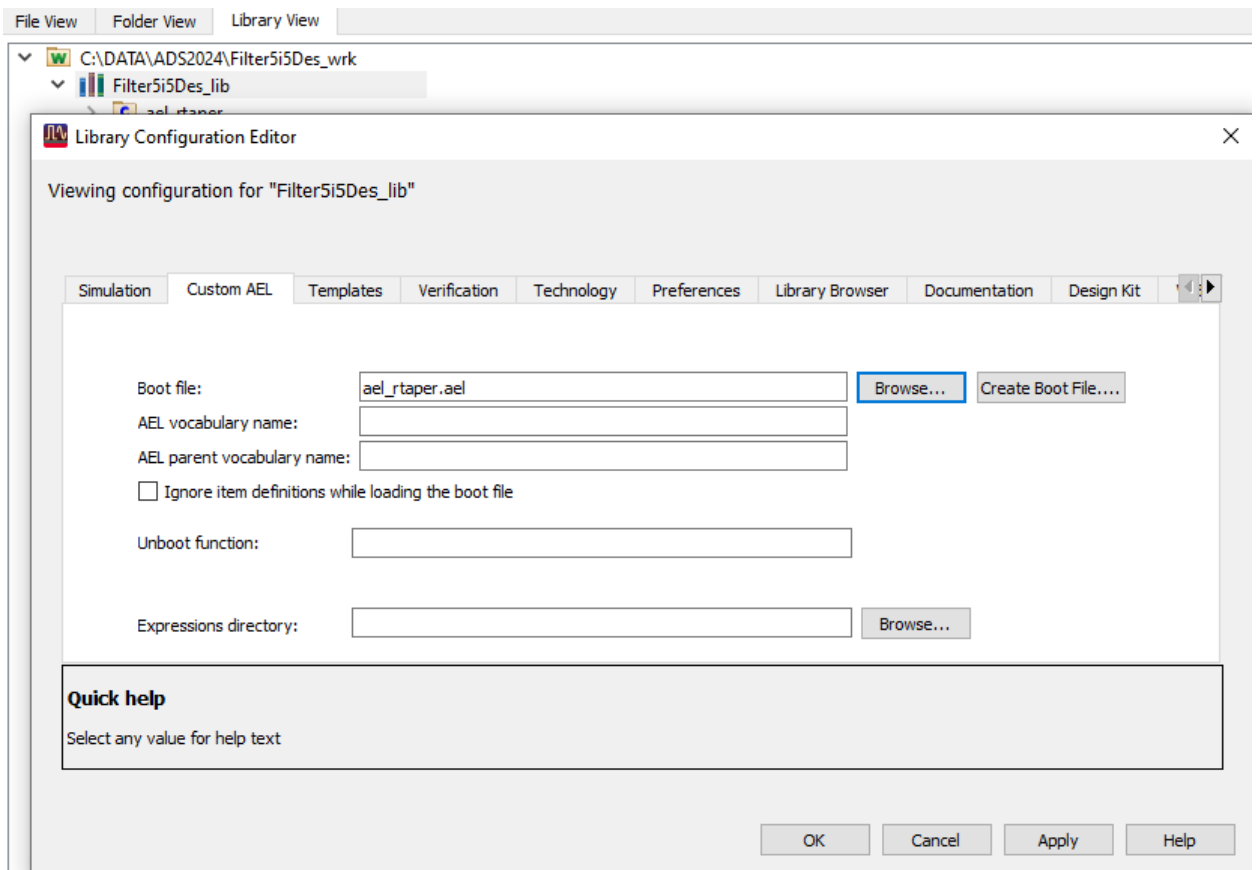 File View Folder View Library View
C:\DATA\ADS2024\Filter5i5Des_wrk
Filter5i5Des_lib
ael_rtaper
Library Configuration Editor
Viewing configuration for "Filter5i5Des_lib"
Simulation Custom AEL Templates Verification Technology Preferences Library Browser Documentation Design Kit
Boot file: ael_rtaper.ael Browse... Create Boot File....
AEL vocabulary name:
AEL parent vocabulary name:
Ignore item definitions while loading the boot file
Unboot function:
Expressions directory: Browse...
Quick help
Select any value for help text
OK Cancel Apply Help